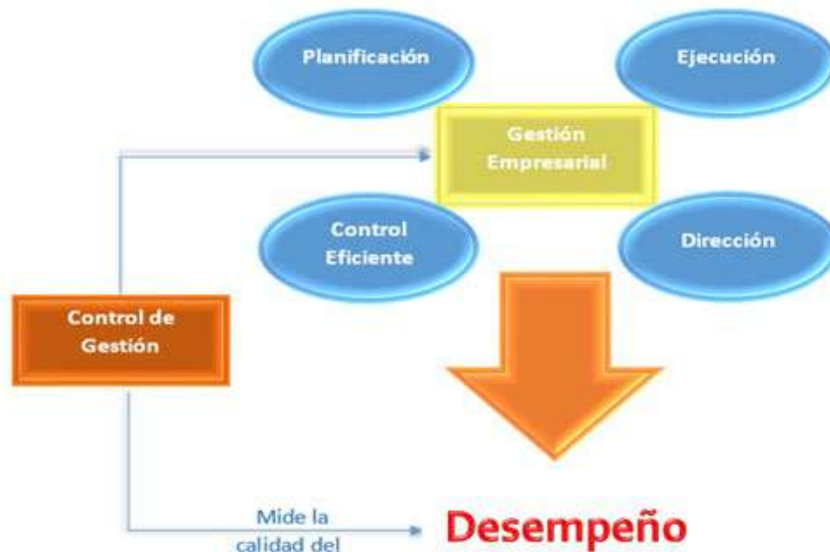 Planificación
Ejecución
Gestión
Empresarial
Control
Eficiente
Dirección
Control de
Gestión
Mide la
calidad del
Desempeño